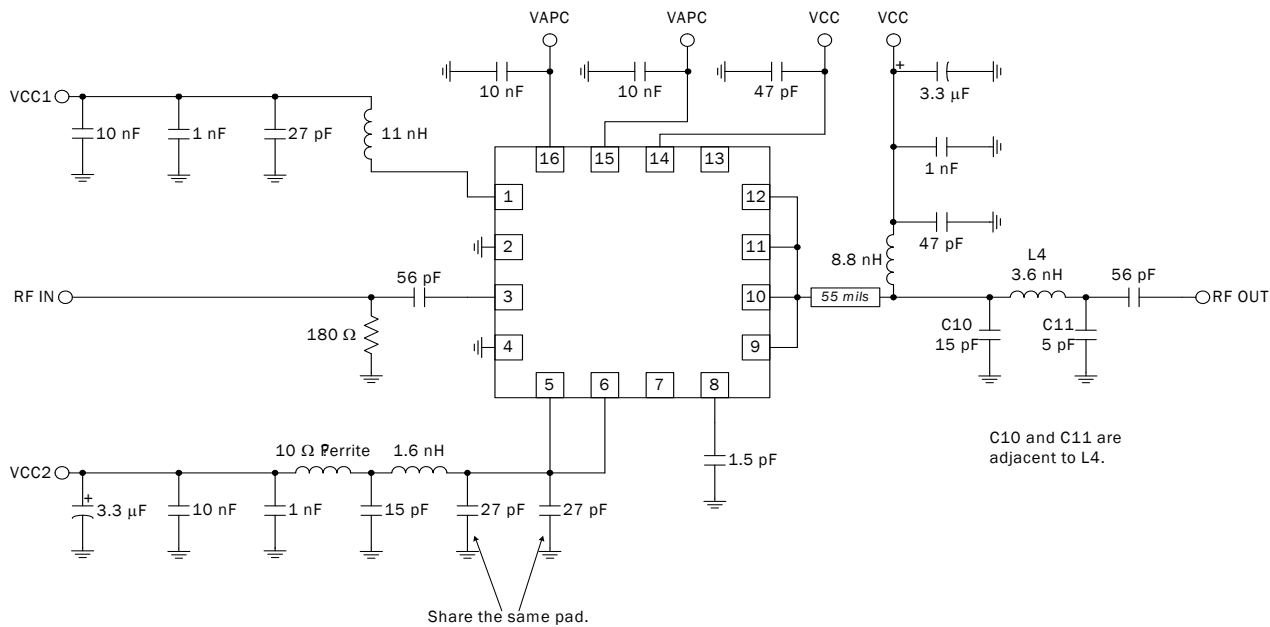 VAPC
VAPC
VCC
VCC
+
10 nF
10 nF
47 pF
3.3 μF
VCC1
10 nF
1 nF
27 pF
11 nH
16
15
14
13
1 nF
1
12
2
11
47 pF
8.8 nH
L4
3.6 nH
56 pF
RF IN
56 pF
3
10
55 mils
RF OUT
180 Ω
C10
15 pF
C11
5 pF
4
9
5
6
7
8
C10 and C11 are
adjacent to L4.
10 Ω Ferrite
1.6 nH
1.5 pF
VCC2
+
3.3 μF
10 nF
1 nF
15 pF
27 pF
27 pF
Share the same pad.